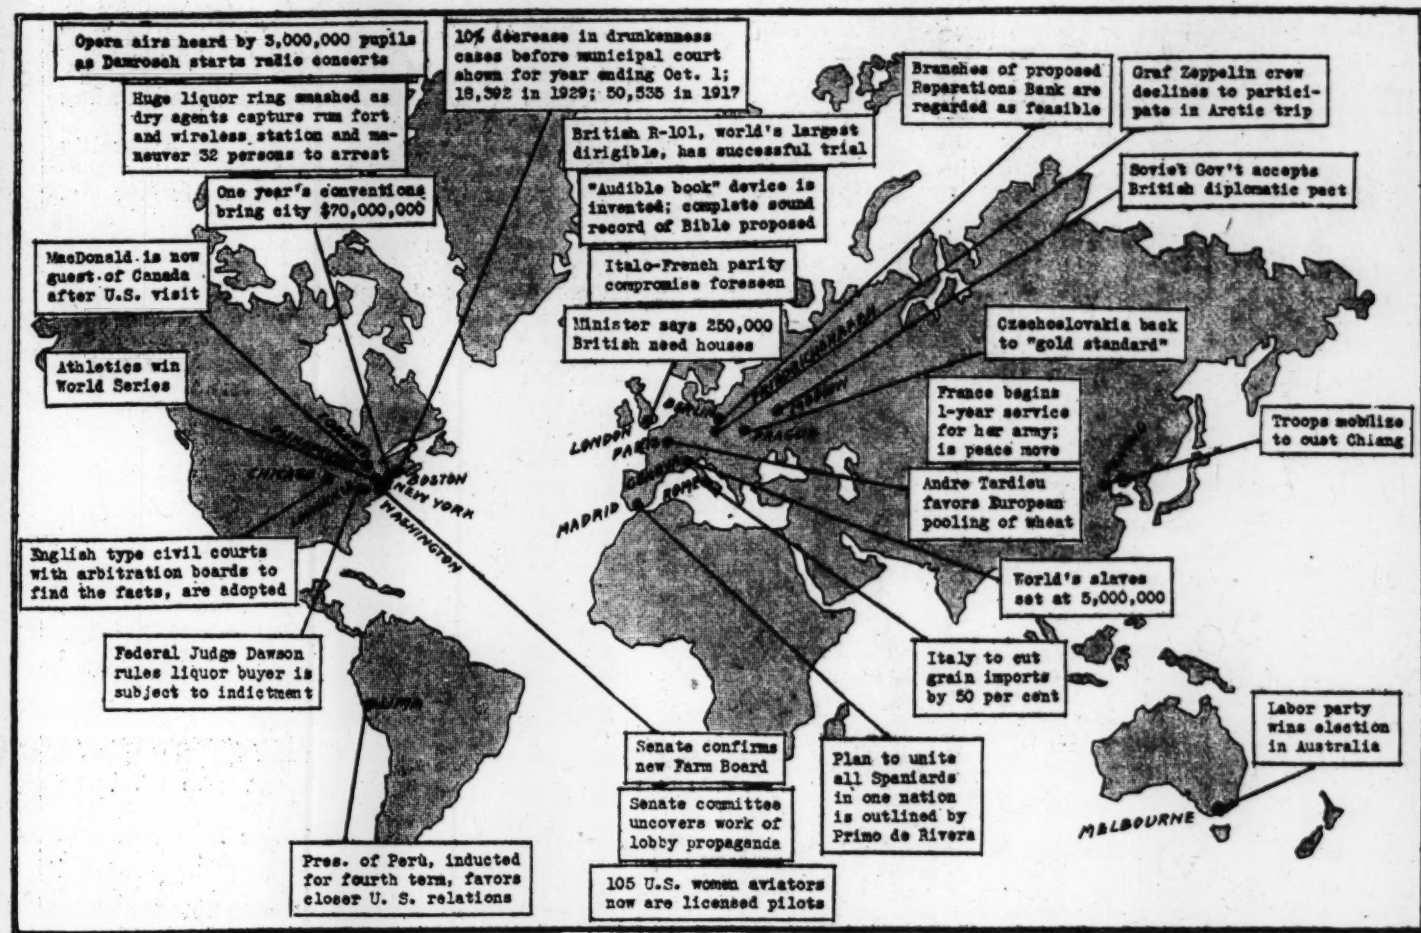 Opera airs heard by 3,000,000 pupils
as Damrosch starts radio concerts
Huge liquor ring smashed as
dry agents capture rum fort
and wireless station and ma-
neuver 32 persons to arrest
One year's conventions
bring city $70,000,000
MacDonald is now
guest of Canada
after U.S. visit
Athletics win
World Series
10% decrease in drunkenness
cases before municipal court
shown for year ending Oct. 1;
18,392 in 1929; 50,535 in 1917
British R-101, world's largest
dirigible, has successful trial
"Audible book" device is
invented; complete sound
record of Bible proposed
Italo-French parity
compromise foreseen
Minister says 250,000
British need houses
Branches of proposed
Reparations Bank are
regarded as feasible
Graf Zeppelin crew
declines to partici-
pate in Arctic trip
Soviet Gov't accepts
British diplomatic pact
Czechoslovakia back
to "gold standard"
France begins
1-year service
for her army;
is peace move
Troops mobilize
to oust Chiang
Andre Tardieu
favors European
pooling of wheat
World's slaves
set at 5,000,000
Italy to cut
grain imports
by 50 per cent
Labor party
wins election
in Australia
English type civil courts
with arbitration boards to
find the facts, are adopted
Federal Judge Dawson
rules liquor buyer is
subject to indictment
Pres. of Perù, inducted
for fourth term, favors
closer U. S. relations
Senate confirms
new Farm Board
Senate committee
uncovers work of
lobby propaganda
105 U.S. women aviators
now are licensed pilots
Plan to unite
all Spaniards
in one nation
is outlined by
Primo de Rivera
CHICAGO
BOSTON
NEW YORK
WASHINGTON
LIMA
LONDON
PARIS
BERLIN
PRAGUE
GENEVA
ROME
MADRID
MELBOURNE